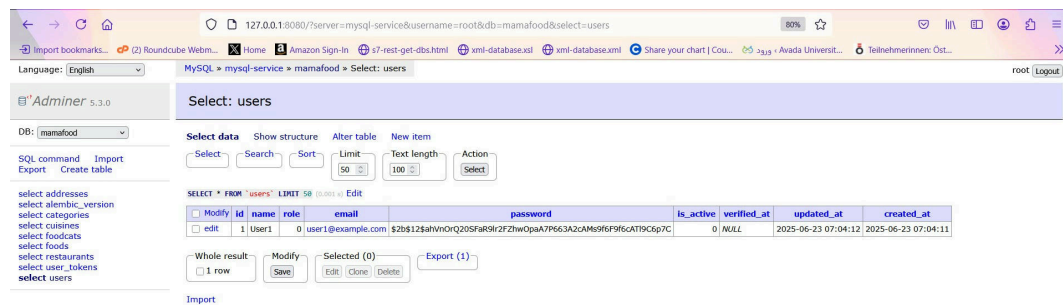 127.0.0.1:8080/?server=mysql-service&username=root&db=mamafood&select=users 80%
Import bookmarks... (2) Roundcube Webm... Home Amazon Sign-In s7-rest-get-dbs.html xml-database.xsl xml-database.xml Share your chart | Cou... ورود ‹ Avada Universit... Teilnehmerinnen: Öst...
Language: English MySQL » mysql-service » mamafood » Select: users root Logout
Adminer 5.3.0
Select: users
DB: mamafood
Select data Show structure Alter table New item
SQL command Import
Export Create table
Select Search Sort Limit Text length Action
50 100 Select
SELECT * FROM `users` LIMIT 50 (0.001 s) Edit
select addresses
select alembic_version
select categories
select cuisines
select foodcats
select foods
select restaurants
select user_tokens
select users
Modify id name role email password is_active verified_at updated_at created_at
edit 1 User1 0 user1@example.com $2b$12$ahVnOrQ20SFaR9lr2FZhwOpaA7P663A2cAMs9f6F9f6cATl9C6p7C 0 NULL 2025-06-23 07:04:12 2025-06-23 07:04:11
Whole result Modify Selected (0) Export (1)
1 row Save Edit Clone Delete
Import